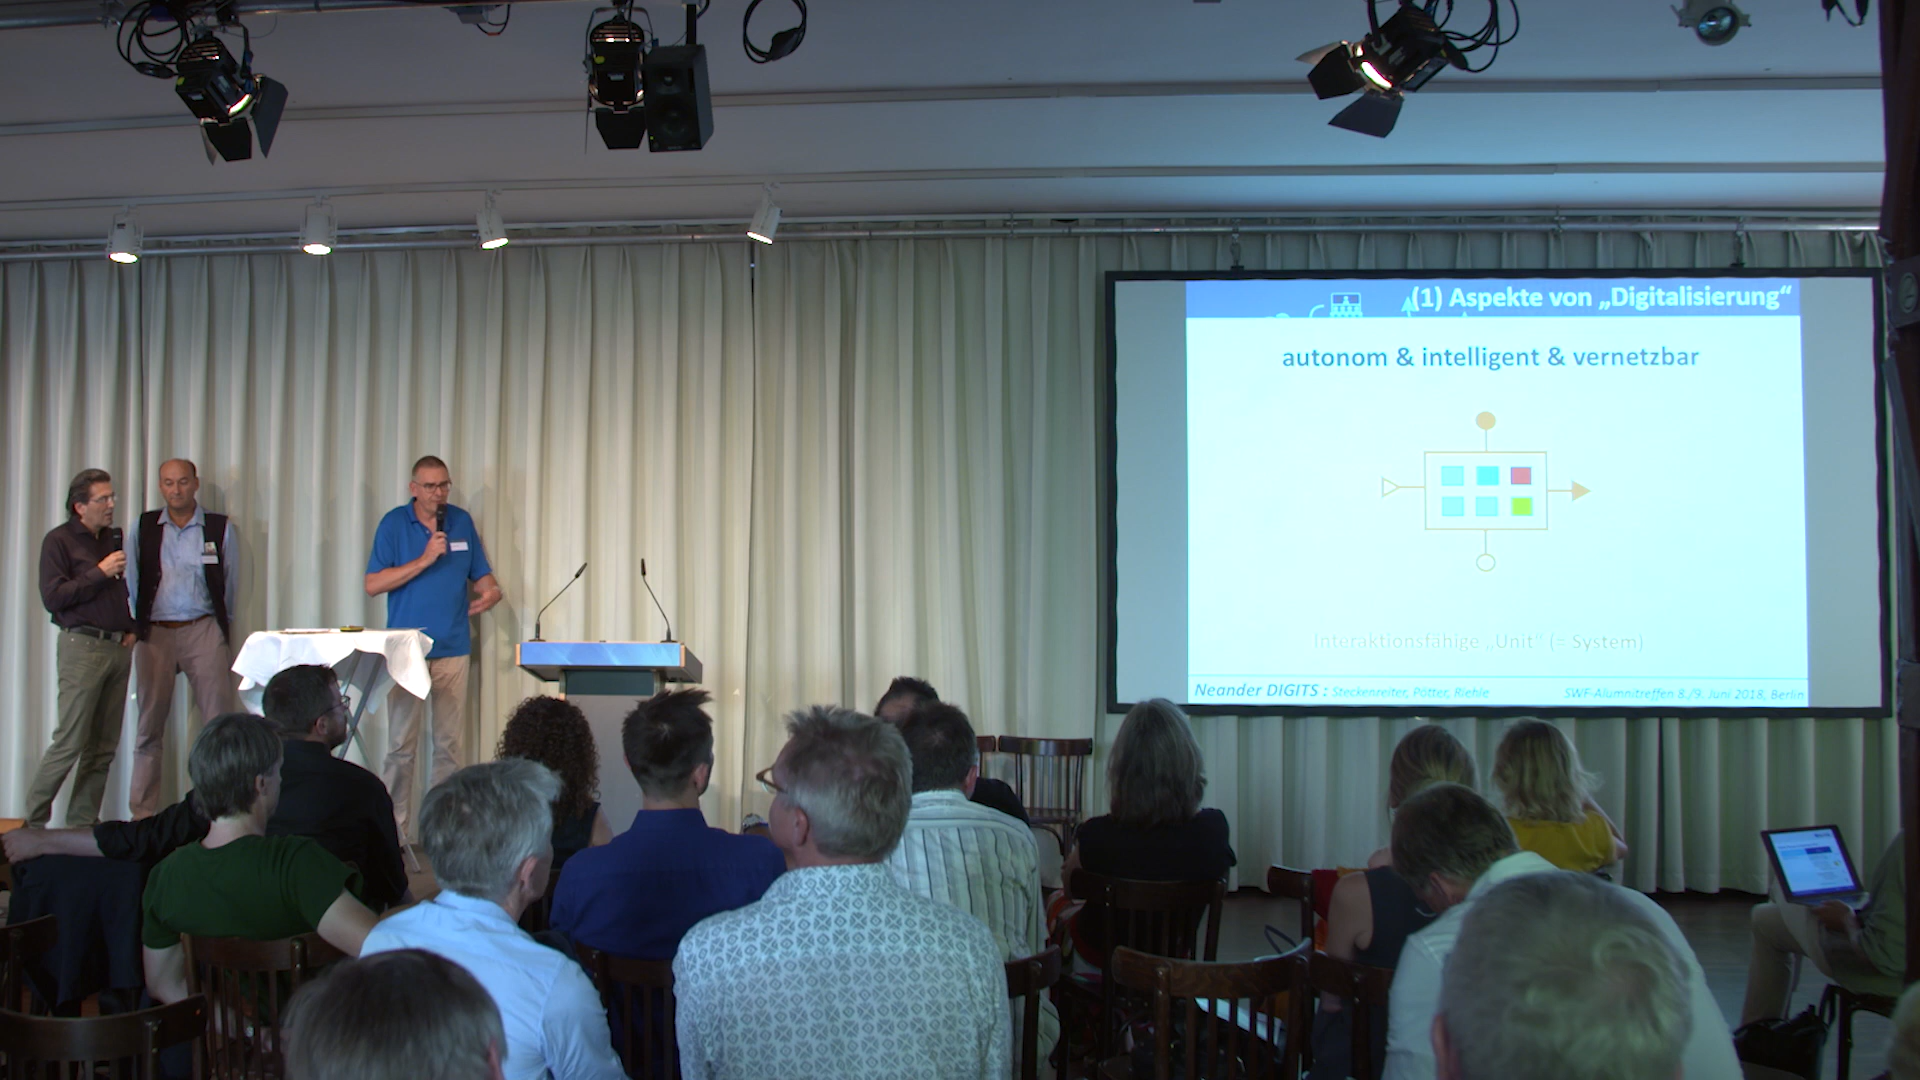 (1) Aspekte von „Digitalisierung“
autonom & intelligent & vernetzbar
Interaktionsfähige „Unit“ (= System)
Neander DIGITS : Steckenreiter, Pötter, Riehle
SWF-Alumnitreffen 8./9. Juni 2018, Berlin